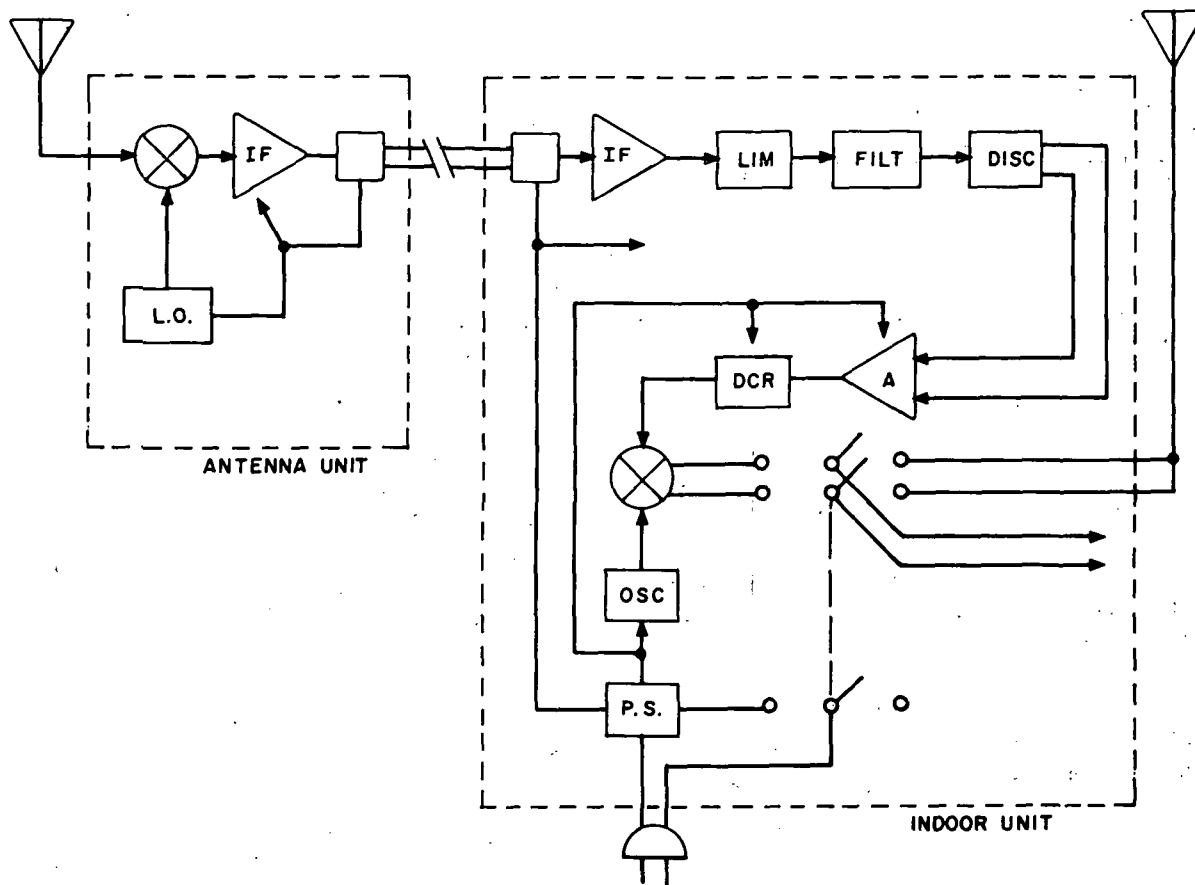 IF
L.O.
ANTENNA UNIT
IF
LIM
FILT
DISC
DCR
A
OSC
P.S.
INDOOR UNIT